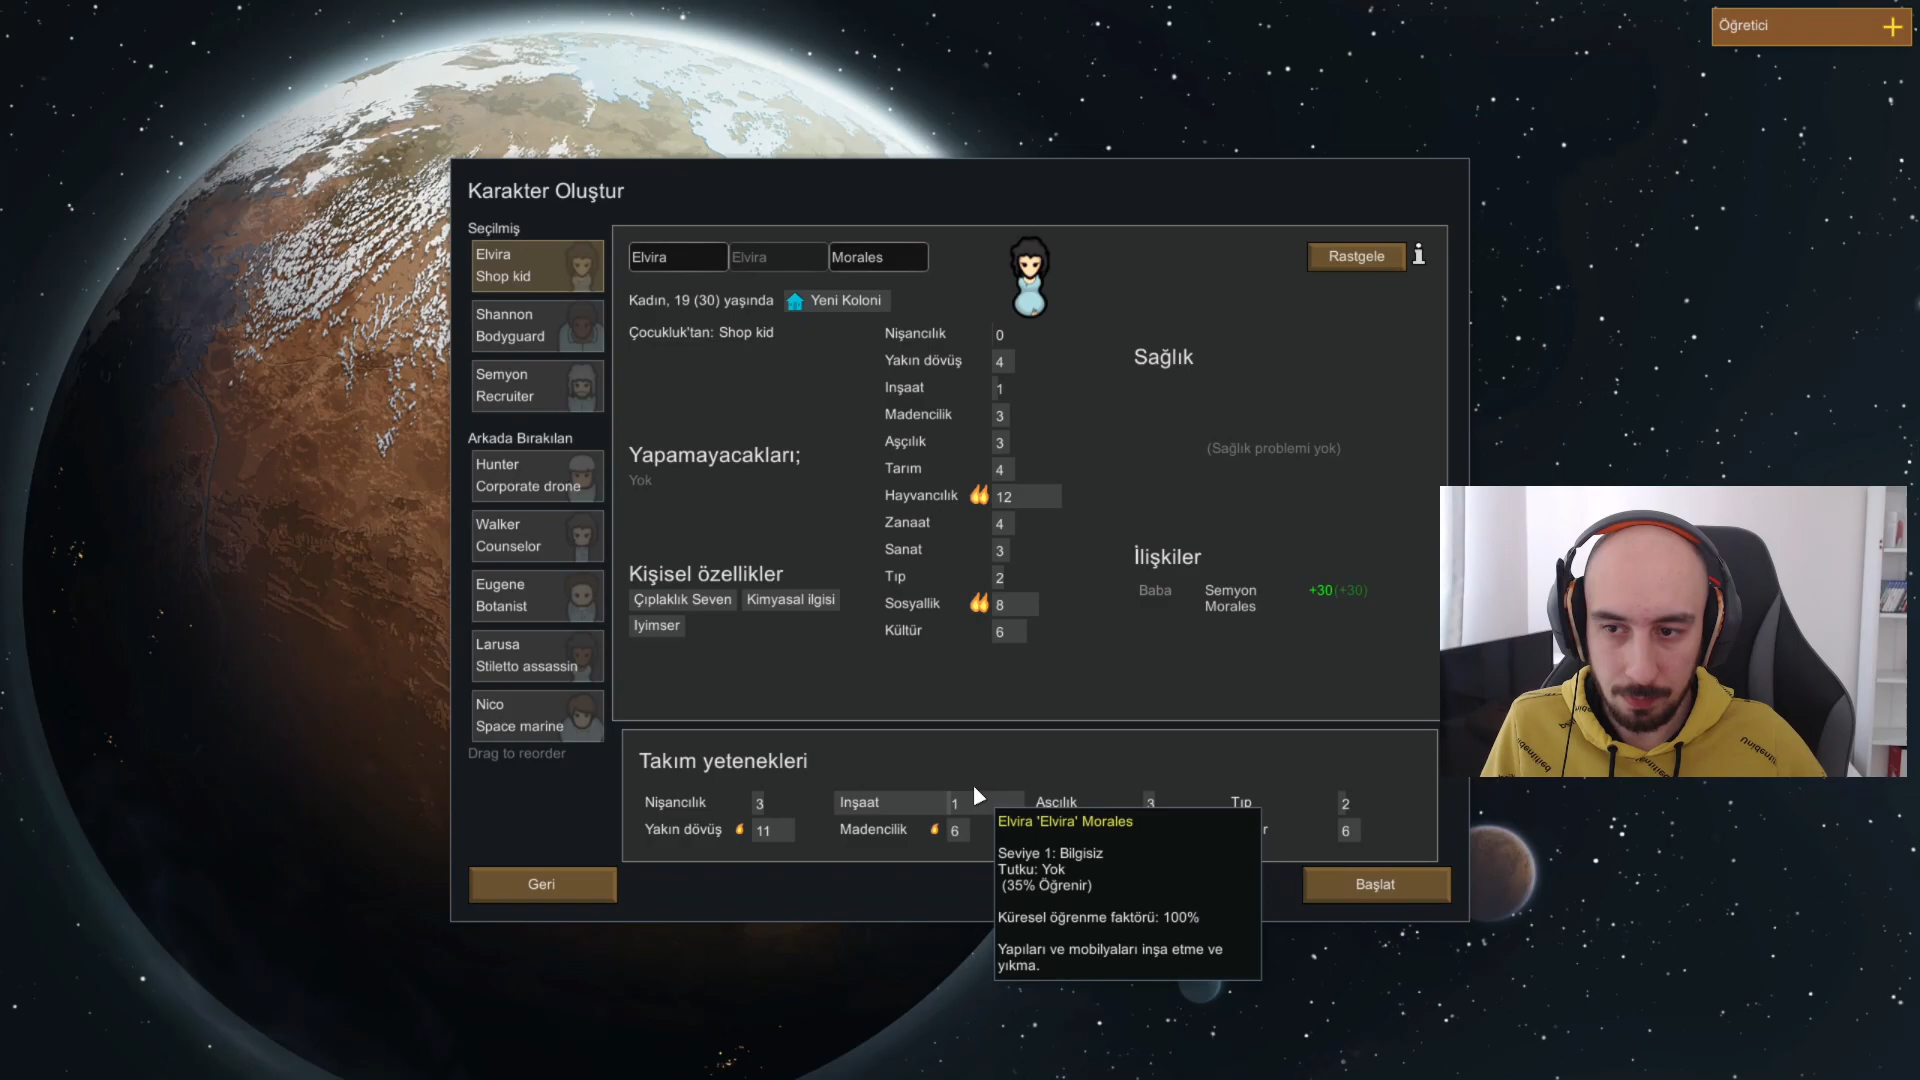 Öğretici
Karakter Oluştur
Seçilmiş
Elvira
Shop kid
Shannon
Bodyguard
Semyon
Recruiter
Arkada Bırakılan
Hunter
Corporate drone
Walker
Counselor
Eugene
Botanist
Larusa
Stiletto assassin
Nico
Space marine
Drag to reorder
Elvira Elvira Morales
Rastgele
Kadın, 19 (30) yaşında Yeni Koloni
Çocukluk'tan: Shop kid
Yapamayacakları;
Yok
Kişisel özellikler
Çıplaklık Seven Kimyasal ilgisi
Iyimser
Nişancılık 0
Yakın dövüş 4
Inşaat 1
Madencilik 3
Aşçılık 3
Tarım 4
Hayvancılık 12
Zanaat 4
Sanat 3
Tıp 2
Sosyallik 8
Kültür 6
Sağlık
(Sağlık problemi yok)
İlişkiler
Baba Semyon Morales +30(+30)
Takım yetenekleri
Nişancılık 3 Inşaat 1 Aşçılık 3 Tıp 2
Yakın dövüş 11 Madencilik 6 r 6
Elvira 'Elvira' Morales
Seviye 1: Bilgisiz
Tutku: Yok
(35% Öğrenir)
Küresel öğrenme faktörü: 100%
Yapıları ve mobilyaları inşa etme ve
yıkma.
Geri
Başlat